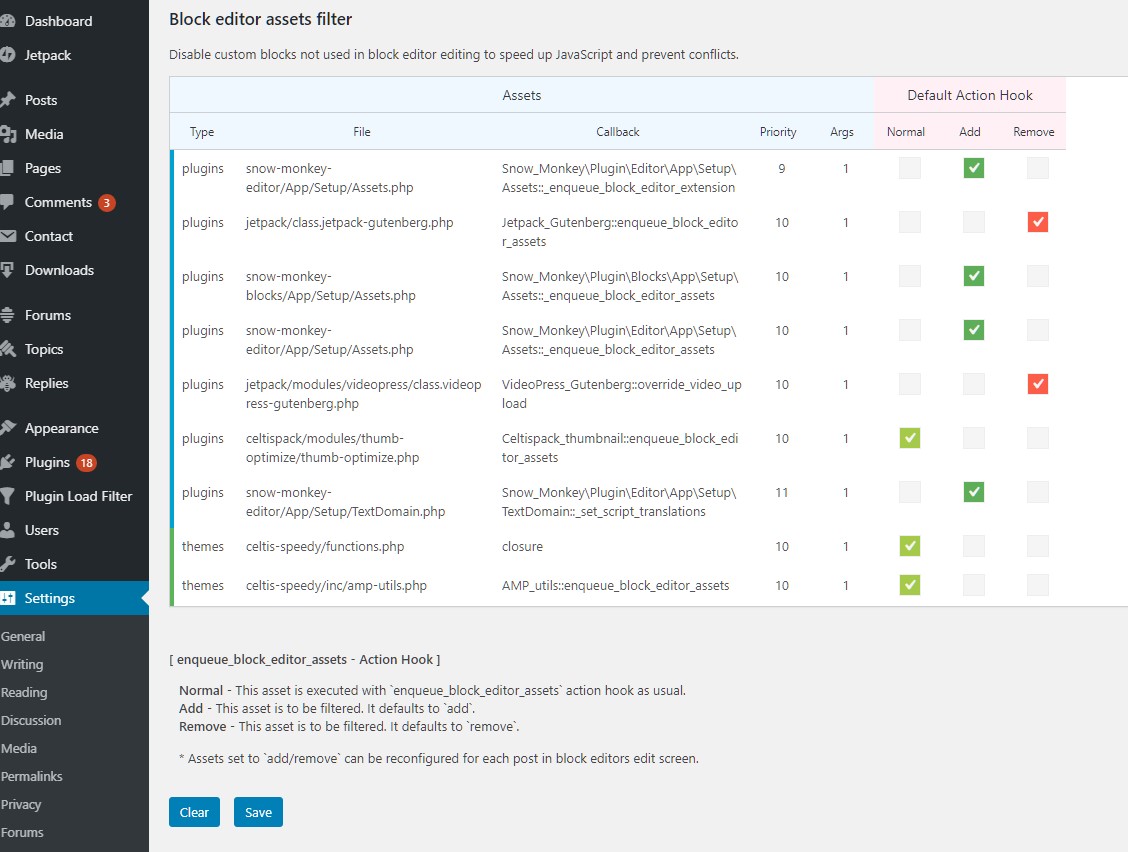 Dashboard
Jetpack
Posts
Media
Pages
Comments 3
Contact
Downloads
Forums
Topics
Replies
Appearance
Plugins 18
Plugin Load Filter
Users
Tools
Settings
General
Writing
Reading
Discussion
Media
Permalinks
Privacy
Forums
Block editor assets filter
Disable custom blocks not used in block editor editing to speed up JavaScript and prevent conflicts.
Assets Default Action Hook
Type File Callback Priority Args Normal Add Remove
plugins snow-monkey- Snow_Monkey\Plugin\Editor\App\Setup\ 9 1
editor/App/Setup/Assets.php Assets::_enqueue_block_editor_extension
plugins jetpack/class.jetpack-gutenberg.php Jetpack_Gutenberg::enqueue_block_edito 10 1
r_assets
plugins snow-monkey- Snow_Monkey\Plugin\Blocks\App\Setup\ 10 1
blocks/App/Setup/Assets.php Assets::_enqueue_block_editor_assets
plugins snow-monkey- Snow_Monkey\Plugin\Editor\App\Setup\ 10 1
editor/App/Setup/Assets.php Assets::_enqueue_block_editor_assets
plugins jetpack/modules/videopress/class.videop VideoPress_Gutenberg::override_video_up 10 1
ress-gutenberg.php load
plugins celtispack/modules/thumb- Celtispack_thumbnail::enqueue_block_edi 10 1
optimize/thumb-optimize.php tor_assets
plugins snow-monkey- Snow_Monkey\Plugin\Editor\App\Setup\ 11 1
editor/App/Setup/TextDomain.php TextDomain::_set_script_translations
themes celtis-speedy/functions.php closure 10 1
themes celtis-speedy/inc/amp-utils.php AMP_utils::enqueue_block_editor_assets 10 1
[ enqueue_block_editor_assets - Action Hook ]
Normal - This asset is executed with `enqueue_block_editor_assets` action hook as usual.
Add - This asset is to be filtered. It defaults to `add`.
Remove - This asset is to be filtered. It defaults to `remove`.
* Assets set to `add/remove` can be reconfigured for each post in block editors edit screen.
Clear Save